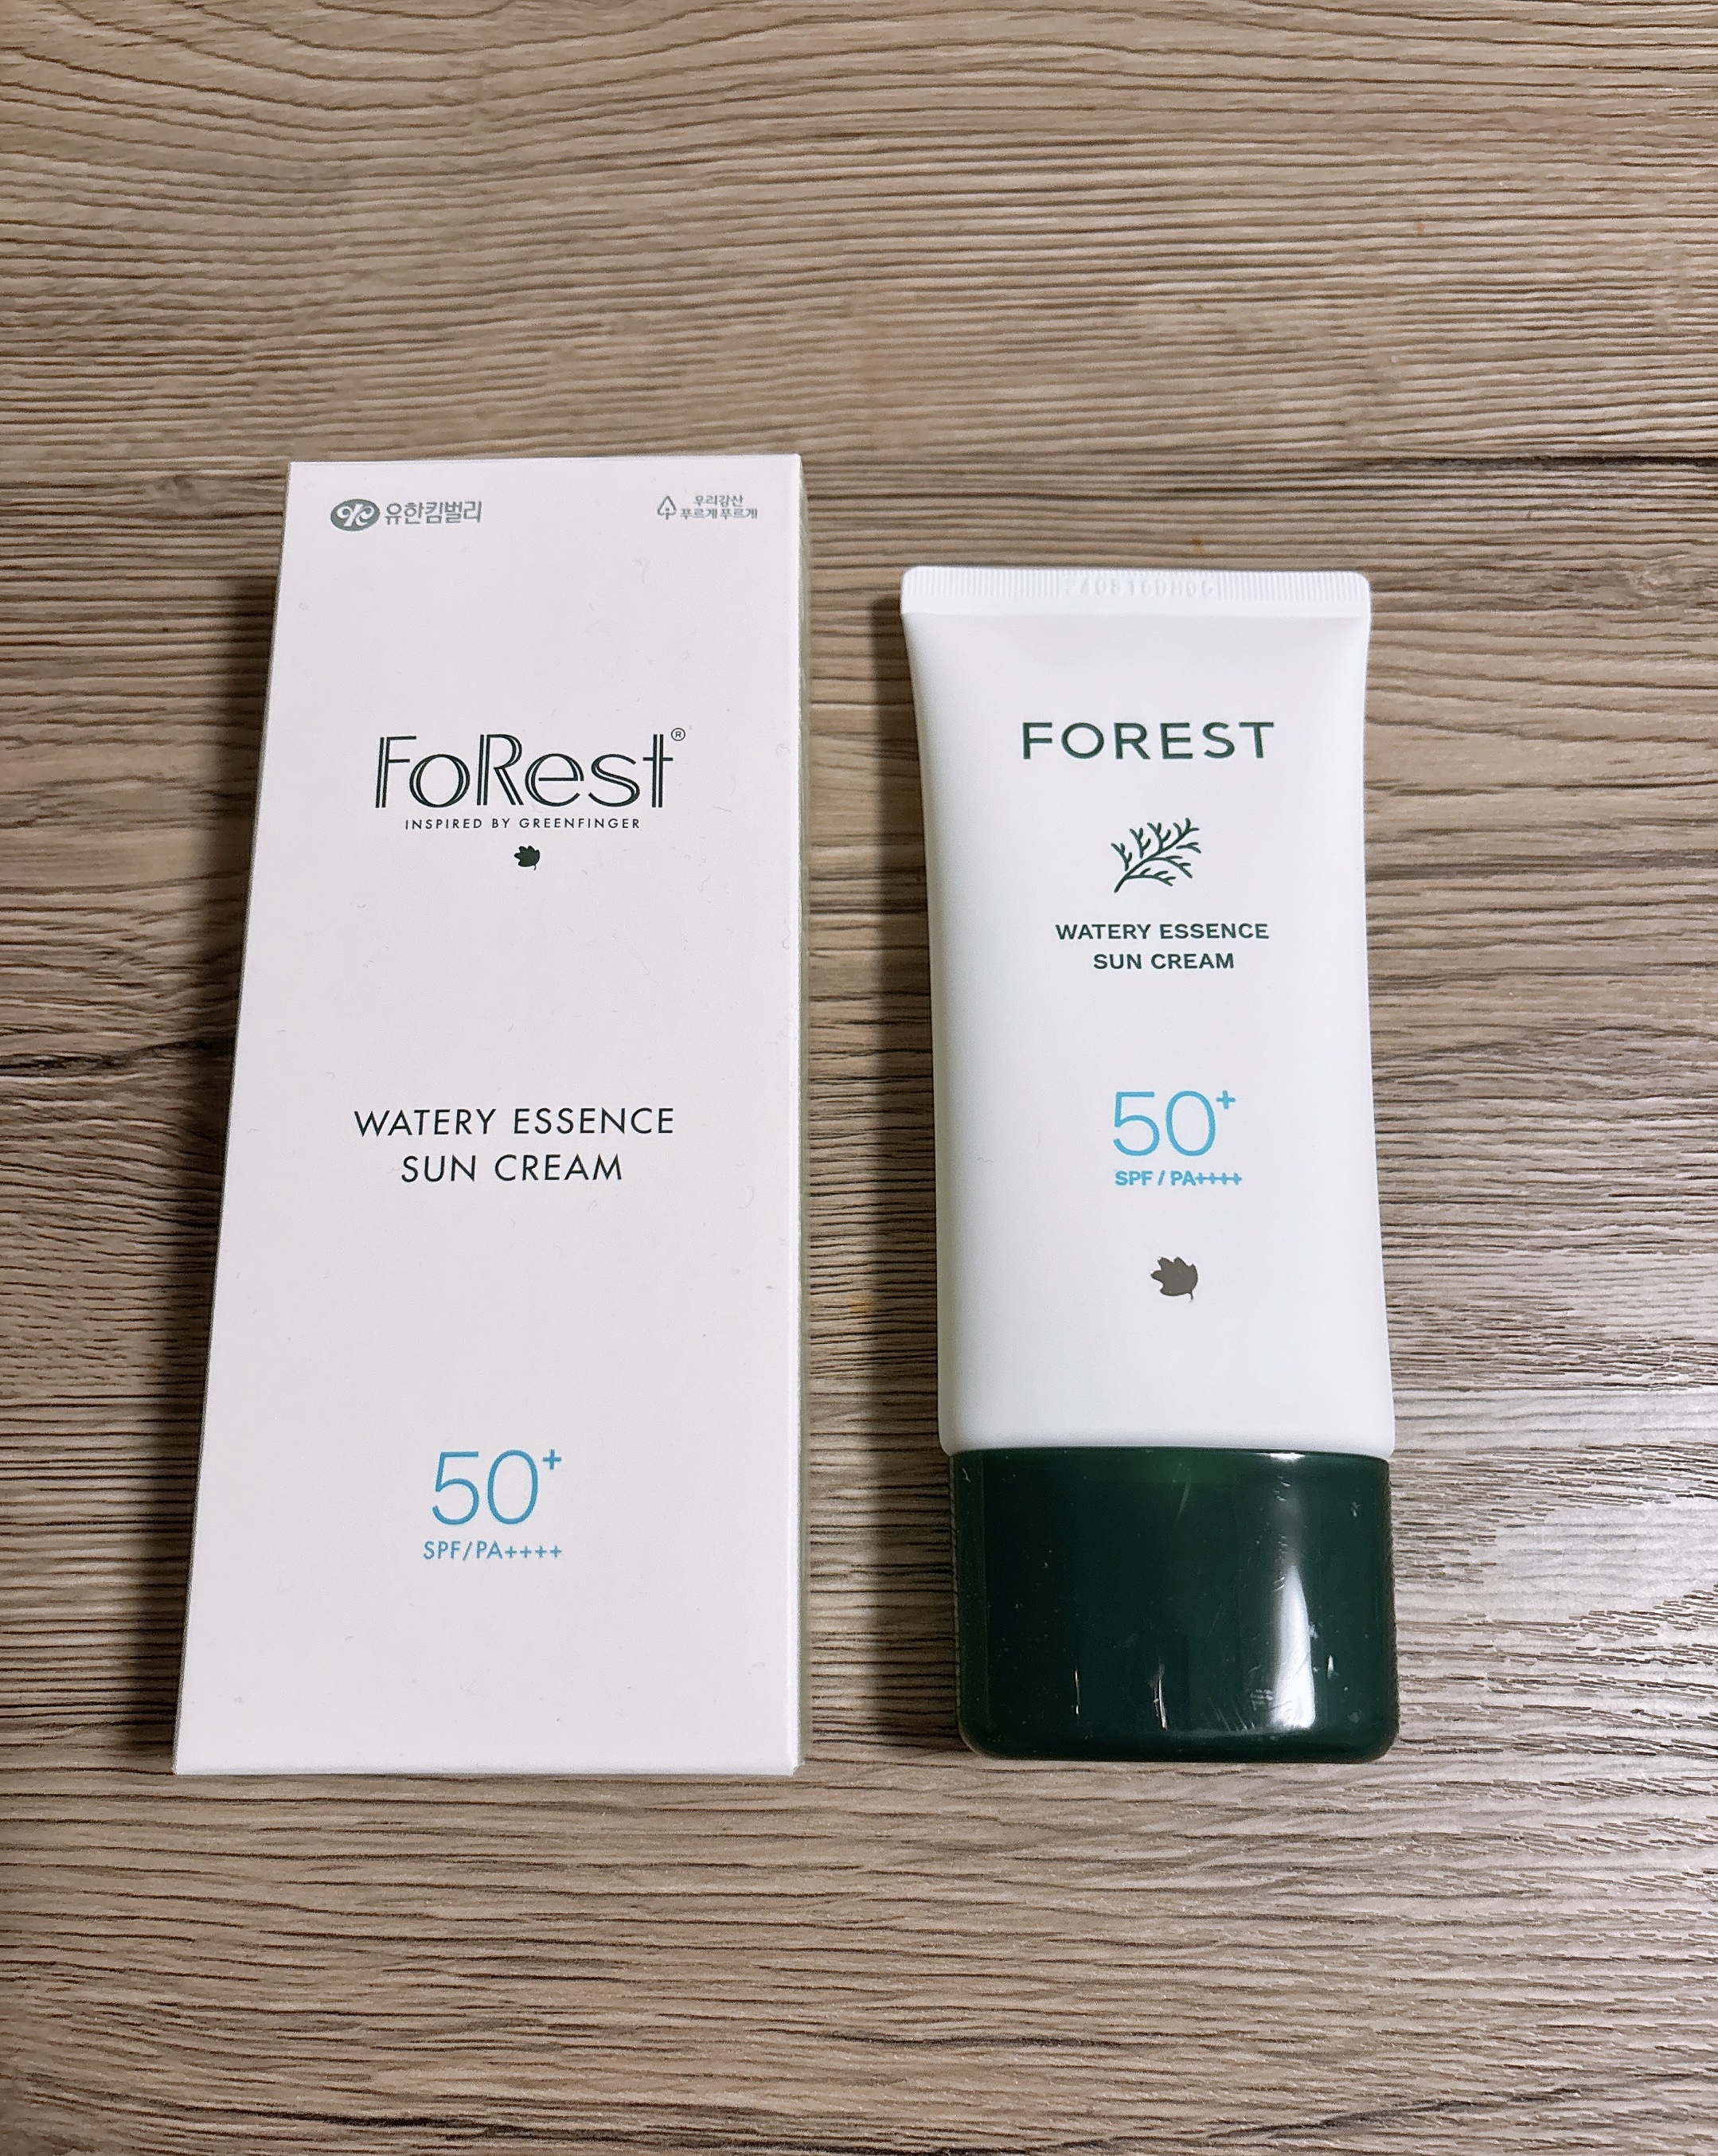 유한킴벌리
우리강산
푸르게 푸르게
FoRest®
INSPIRED BY GREENFINGER
WATERY ESSENCE
SUN CREAM
50+
SPF/PA++++
FOREST
WATERY ESSENCE
SUN CREAM
50+
SPF / PA++++